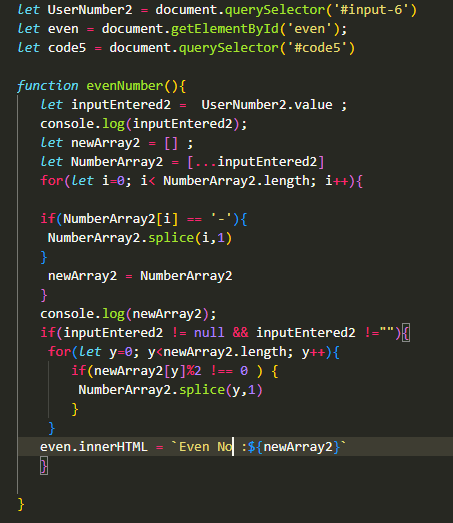 let UserNumber2 = document.querySelector('#input-6')
let even = document.getElementById('even');
let code5 = document.querySelector('#code5')
function evenNumber(){
let inputEntered2 =  UserNumber2.value ;
console.log(inputEntered2);
let newArray2 = [] ;
let NumberArray2 = [...inputEntered2]
for(let i=0; i< NumberArray2.length; i++){
if(NumberArray2[i] == '-'){
NumberArray2.splice(i,1)
}
newArray2 = NumberArray2
}
console.log(newArray2);
if(inputEntered2 != null && inputEntered2 !=""){
for(let y=0; y<newArray2.length; y++){
if(newArray2[y]%2 !== 0 ) {
NumberArray2.splice(y,1)
}
}
even.innerHTML = `Even No :${newArray2}`
}
}